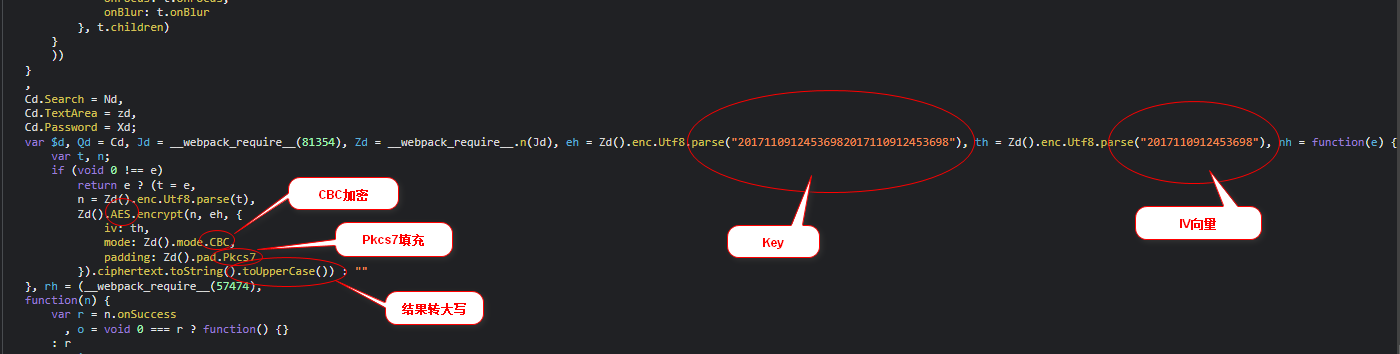 onBlur: t.onBlur
}, t.children)
}
))
}
,
Cd.Search = Nd,
Cd.TextArea = zd,
Cd.Password = Xd;
var $d, Qd = Cd, Jd = __webpack_require__(81354), Zd = __webpack_require__.n(Jd), eh = Zd().enc.Utf8.parse("20171109124536982017110912453698"), th = Zd().enc.Utf8.parse("2017110912453698"), nh = function(e) {
var t, n;
if (void 0 !== e)
return e ? (t = e,
n = Zd().enc.Utf8.parse(t),
Zd().AES.encrypt(n, eh, {
iv: th,
mode: Zd().mode.CBC,
padding: Zd().pad.Pkcs7
}).ciphertext.toString().toUpperCase()) : ""
}, rh = (__webpack_require__(57474),
function(n) {
var r = n.onSuccess
, o = void 0 === r ? function() {}
: r
CBC加密
Pkcs7填充
结果转大写
Key
IV向量